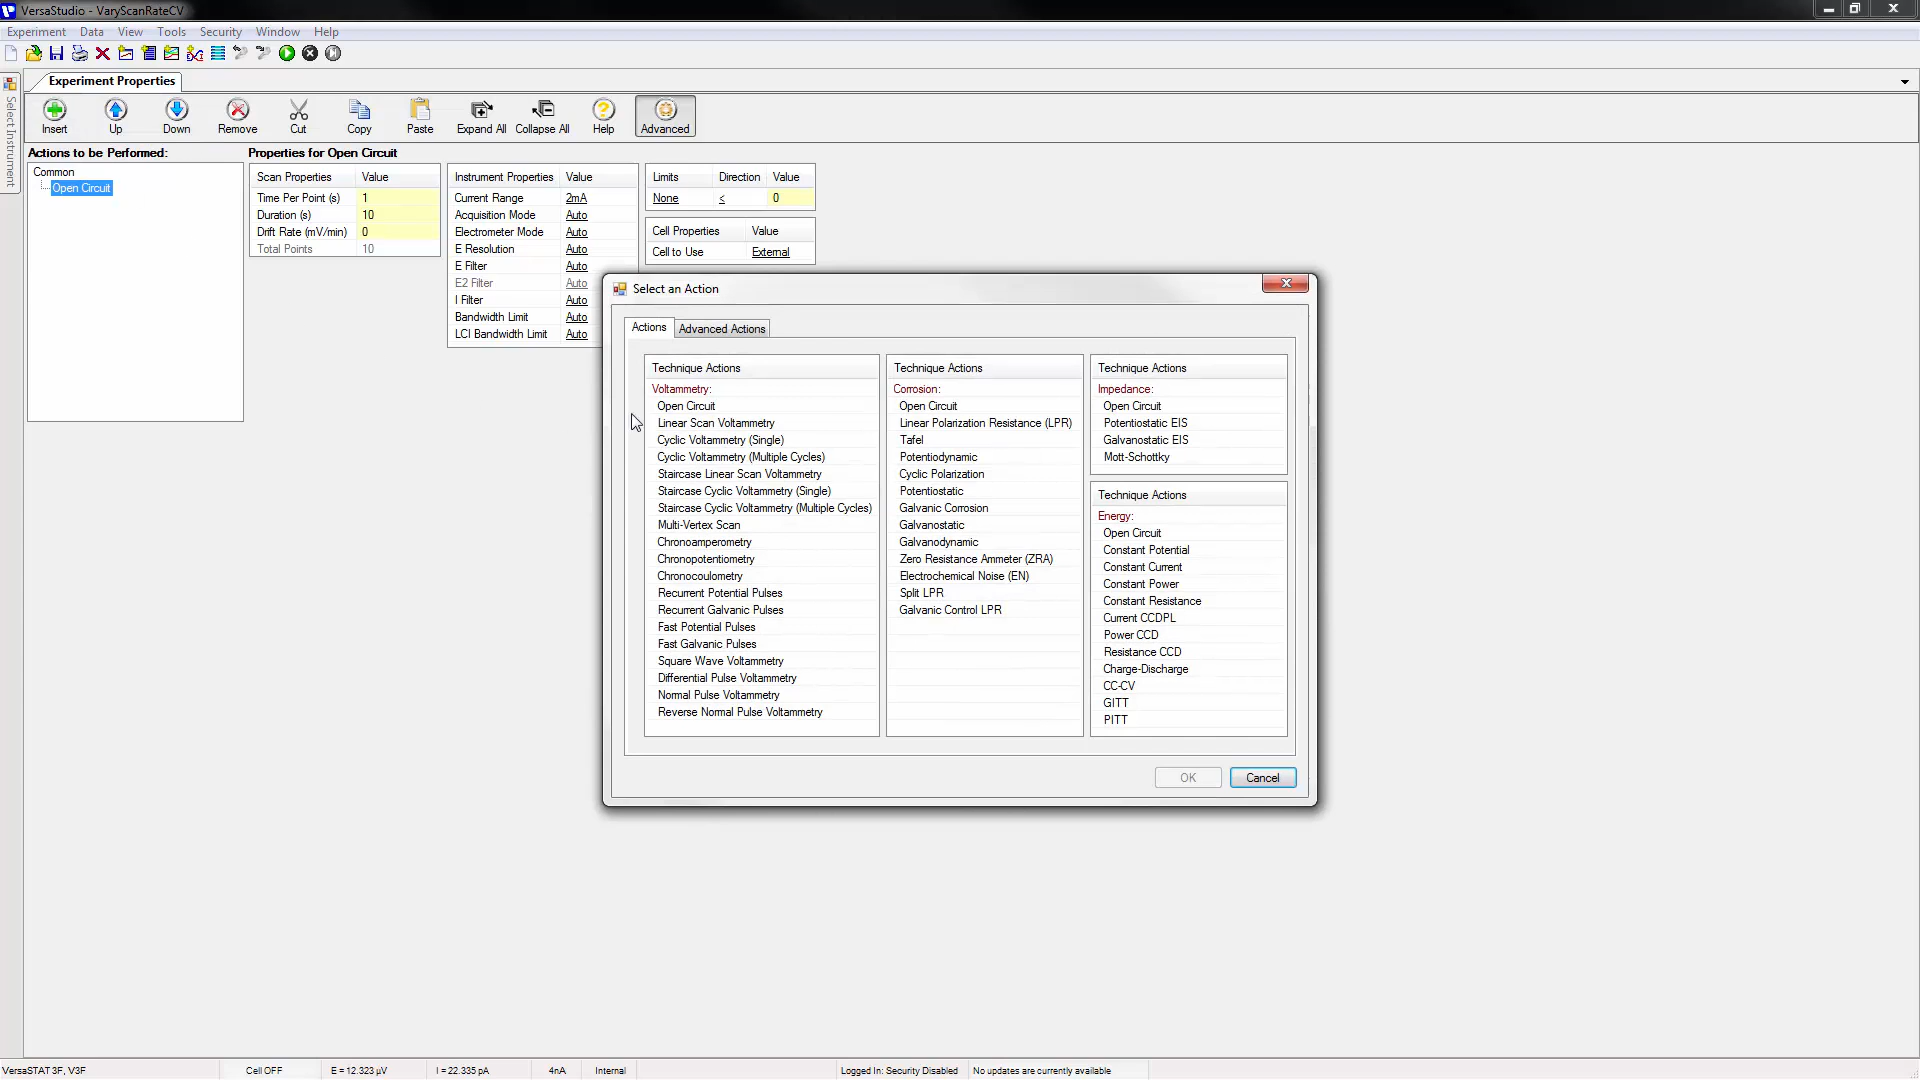 VersaStudio - VaryScanRateCV
Experiment Data View Tools Security Window Help
Experiment Properties
Select Instrument
Insert Up Down Remove Cut Copy Paste Expand All Collapse All Help Advanced
Actions to be Performed:
Common
Open Circuit
Properties for Open Circuit
Scan Properties Value
Time Per Point (s) 1
Duration (s) 10
Drift Rate (mV/min) 0
Total Points 10
Instrument Properties Value
Current Range 2mA
Acquisition Mode Auto
Electrometer Mode Auto
E Resolution Auto
E Filter Auto
E2 Filter Auto
I Filter Auto
Bandwidth Limit Auto
LCI Bandwidth Limit Auto
Limits Direction Value
None < 0
Cell Properties Value
Cell to Use External
Select an Action
Actions Advanced Actions
Technique Actions
Voltammetry:
Open Circuit
Linear Scan Voltammetry
Cyclic Voltammetry (Single)
Cyclic Voltammetry (Multiple Cycles)
Staircase Linear Scan Voltammetry
Staircase Cyclic Voltammetry (Single)
Staircase Cyclic Voltammetry (Multiple Cycles)
Multi-Vertex Scan
Chronoamperometry
Chronopotentiometry
Chronocoulometry
Recurrent Potential Pulses
Recurrent Galvanic Pulses
Fast Potential Pulses
Fast Galvanic Pulses
Square Wave Voltammetry
Differential Pulse Voltammetry
Normal Pulse Voltammetry
Reverse Normal Pulse Voltammetry
Technique Actions
Corrosion:
Open Circuit
Linear Polarization Resistance (LPR)
Tafel
Potentiodynamic
Cyclic Polarization
Potentiostatic
Galvanic Corrosion
Galvanostatic
Galvanodynamic
Zero Resistance Ammeter (ZRA)
Electrochemical Noise (EN)
Split LPR
Galvanic Control LPR
Technique Actions
Impedance:
Open Circuit
Potentiostatic EIS
Galvanostatic EIS
Mott-Schottky
Technique Actions
Energy:
Open Circuit
Constant Potential
Constant Current
Constant Power
Constant Resistance
Current CCDPL
Power CCD
Resistance CCD
Charge-Discharge
CC-CV
GITT
PITT
OK Cancel
VersaSTAT 3F, V3F Cell OFF E = 12.323 µV I = 22.335 pA 4nA Internal Logged In: Security Disabled No updates are currently available